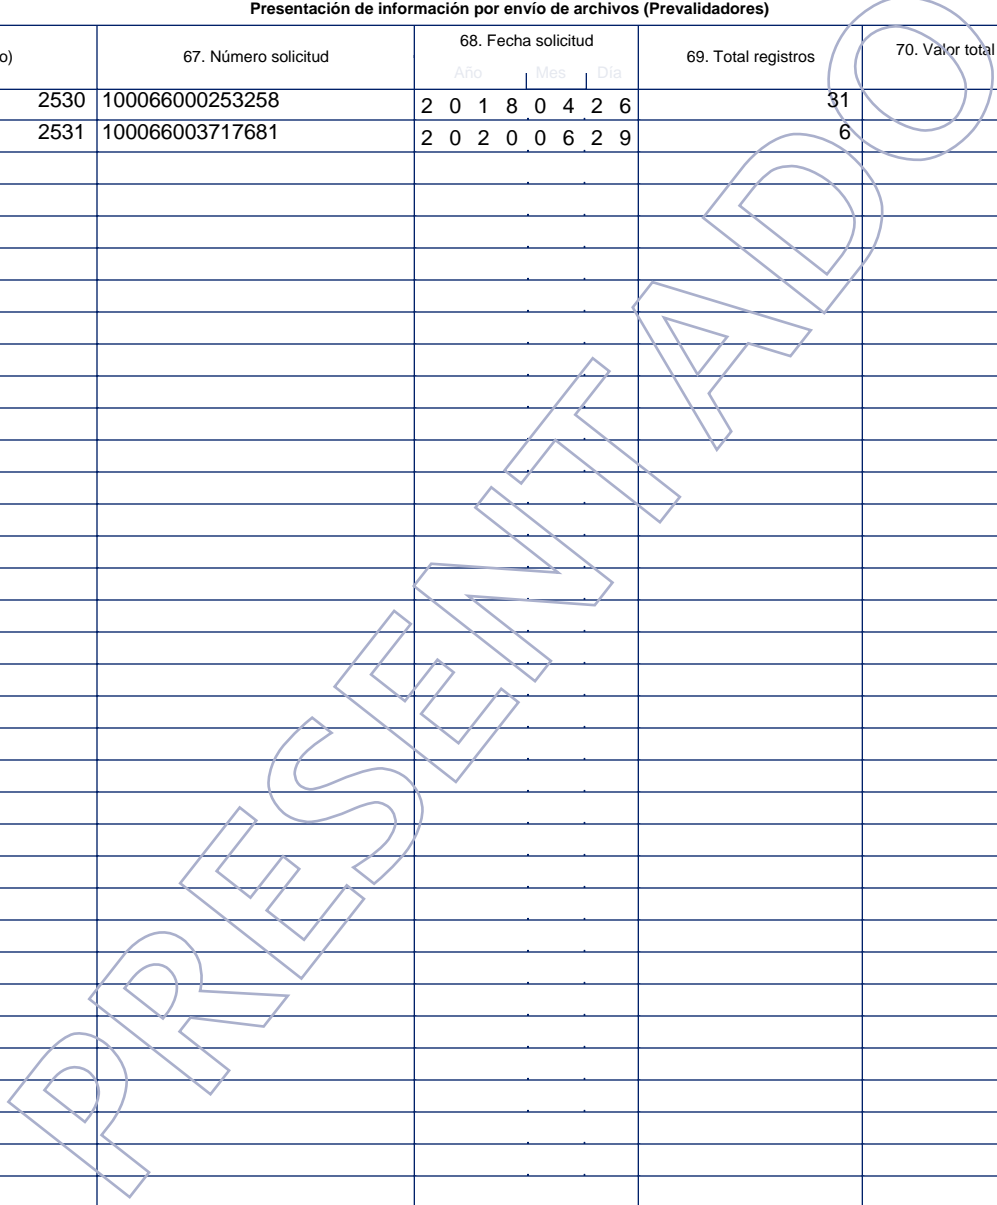 Presentación de información por envío de archivos (Prevalidadores)
o) 67. Número solicitud 68. Fecha solicitud 69. Total registros 70. Valor total
Año Mes Día
2530 100066000253258 2 0 1 8 0 4 2 6 31
2531 100066003717681 2 0 2 0 0 6 2 9 6
PRESENTADO